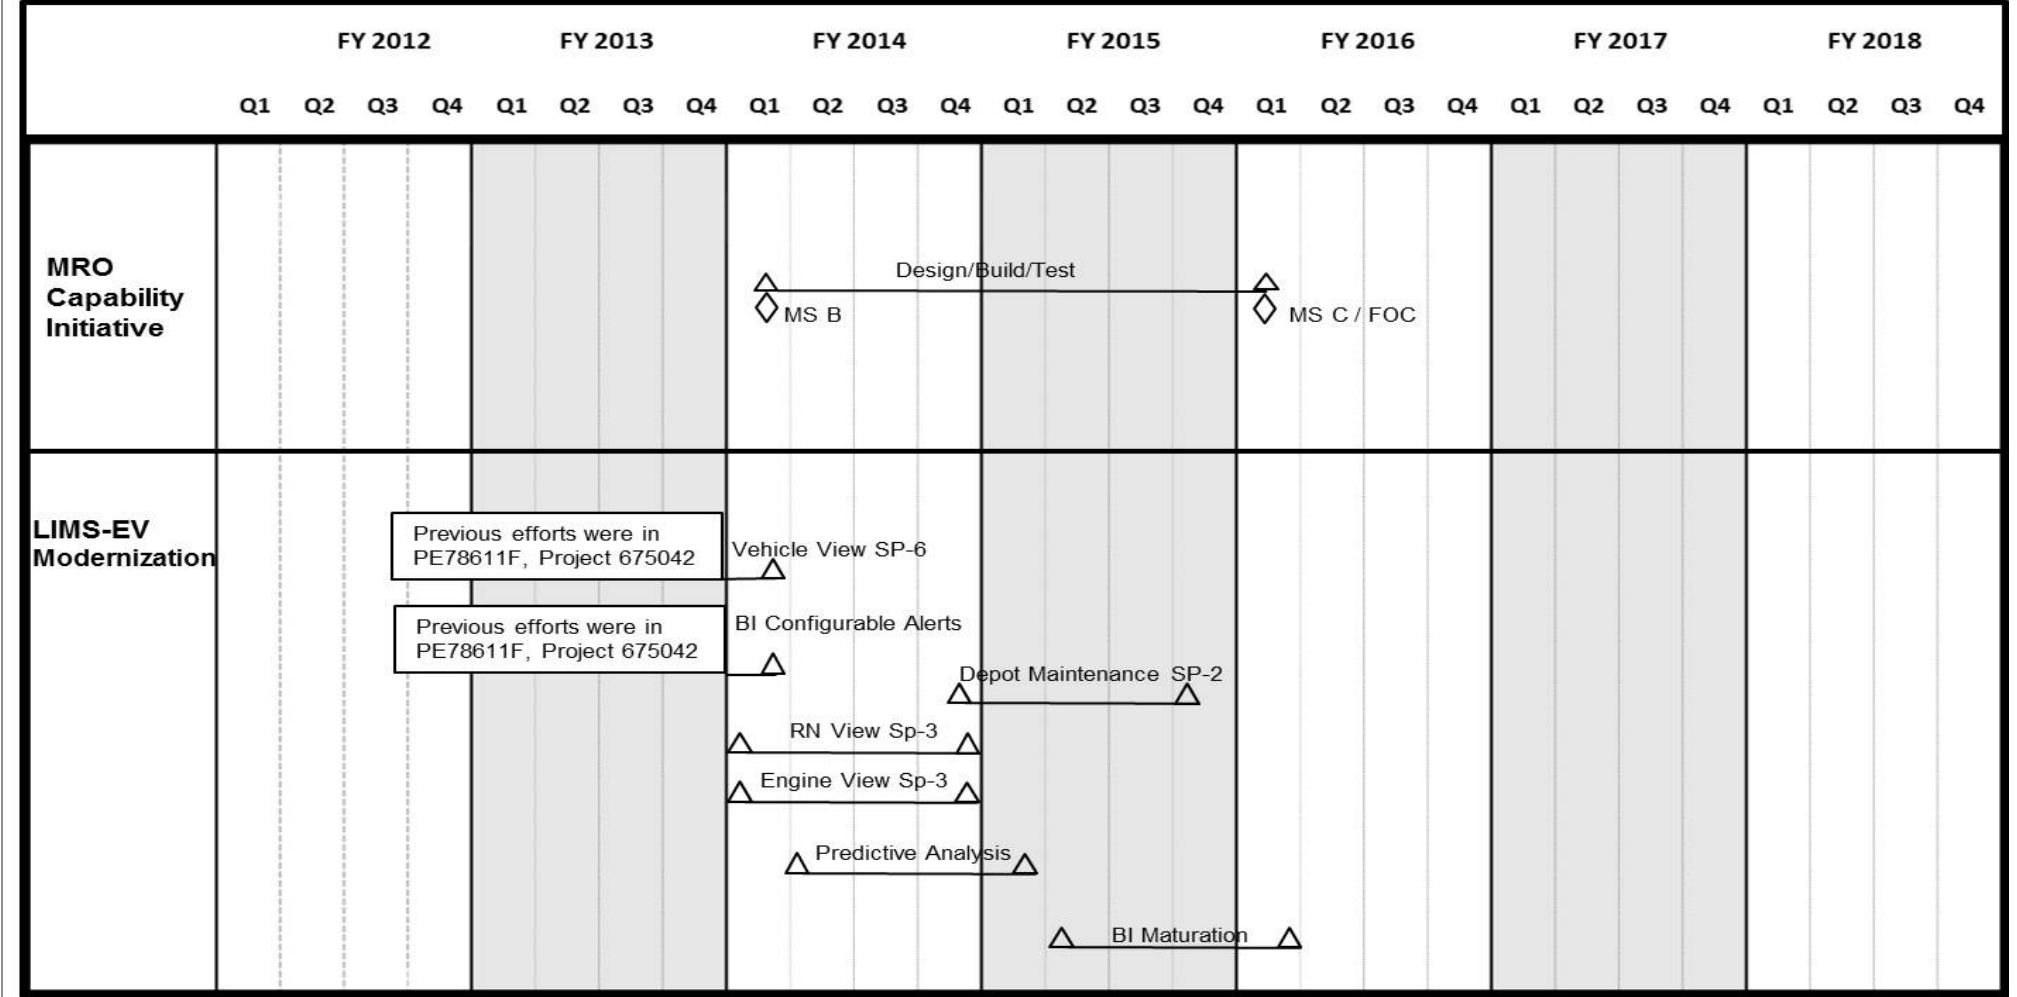 FY 2012 FY 2013 FY 2014 FY 2015 FY 2016 FY 2017 FY 2018
Q1 Q2 Q3 Q4 Q1 Q2 Q3 Q4 Q1 Q2 Q3 Q4 Q1 Q2 Q3 Q4 Q1 Q2 Q3 Q4 Q1 Q2 Q3 Q4 Q1 Q2 Q3 Q4
MRO
Capability
Initiative
Design/Build/Test
MS B
MS C / FOC
LIMS-EV
Modernization
Previous efforts were in
PE78611F, Project 675042
Vehicle View SP-6
Previous efforts were in
PE78611F, Project 675042
BI Configurable Alerts
Depot Maintenance SP-2
RN View Sp-3
Engine View Sp-3
Predictive Analysis
BI Maturation